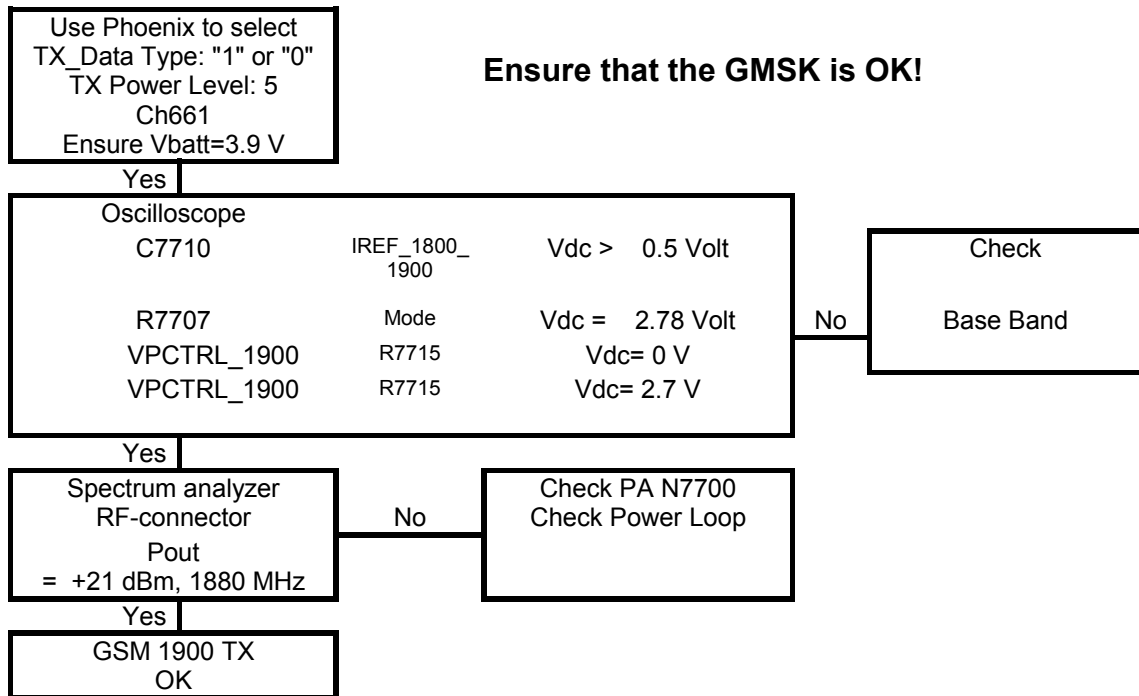 Use Phoenix to select
TX_Data Type: "1" or "0"
TX Power Level: 5
Ch661
Ensure Vbatt=3.9 V
Ensure that the GMSK is OK!
Yes
Oscilloscope
C7710 IREF_1800_ Vdc > 0.5 Volt
1900
R7707 Mode Vdc = 2.78 Volt
VPCTRL_1900 R7715 Vdc= 0 V
VPCTRL_1900 R7715 Vdc= 2.7 V
No
Check
Base Band
Yes
Spectrum analyzer
RF-connector
Pout
= +21 dBm, 1880 MHz
No
Check PA N7700
Check Power Loop
Yes
GSM 1900 TX
OK